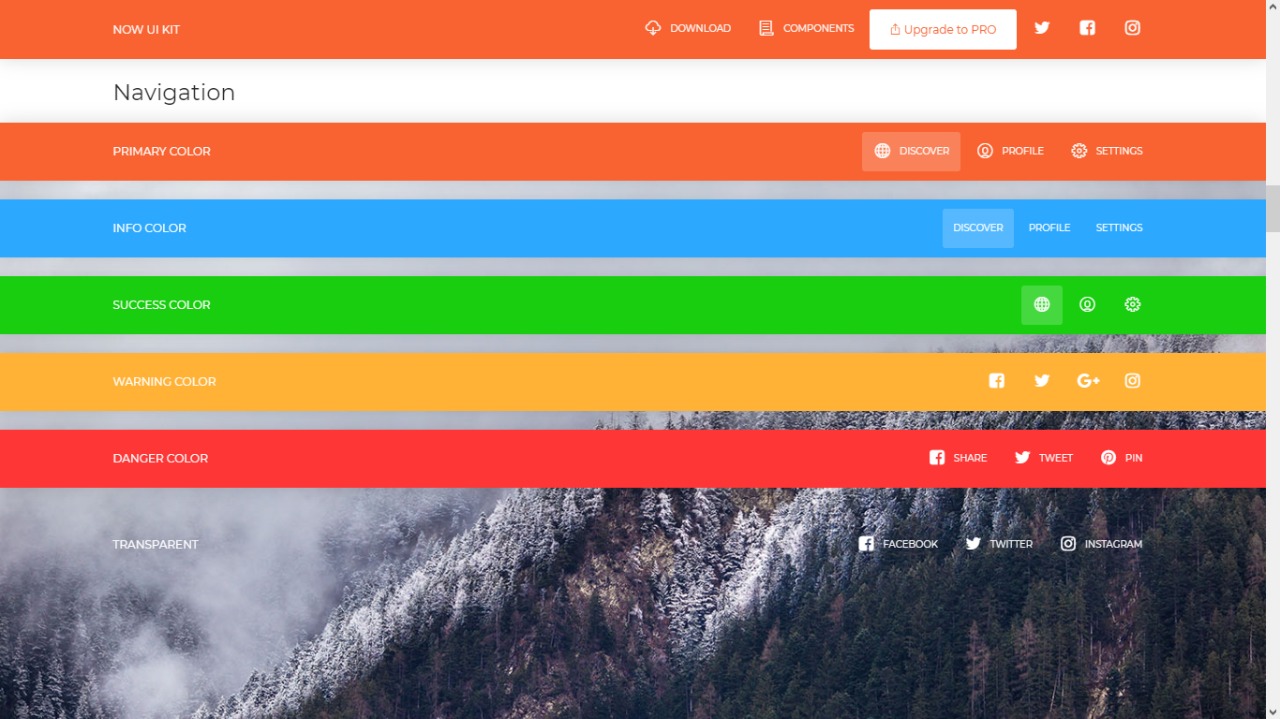 NOW UI KIT DOWNLOAD COMPONENTS Upgrade to PRO
Navigation
PRIMARY COLOR DISCOVER PROFILE SETTINGS
INFO COLOR DISCOVER PROFILE SETTINGS
SUCCESS COLOR
WARNING COLOR
DANGER COLOR SHARE TWEET PIN
TRANSPARENT FACEBOOK TWITTER INSTAGRAM